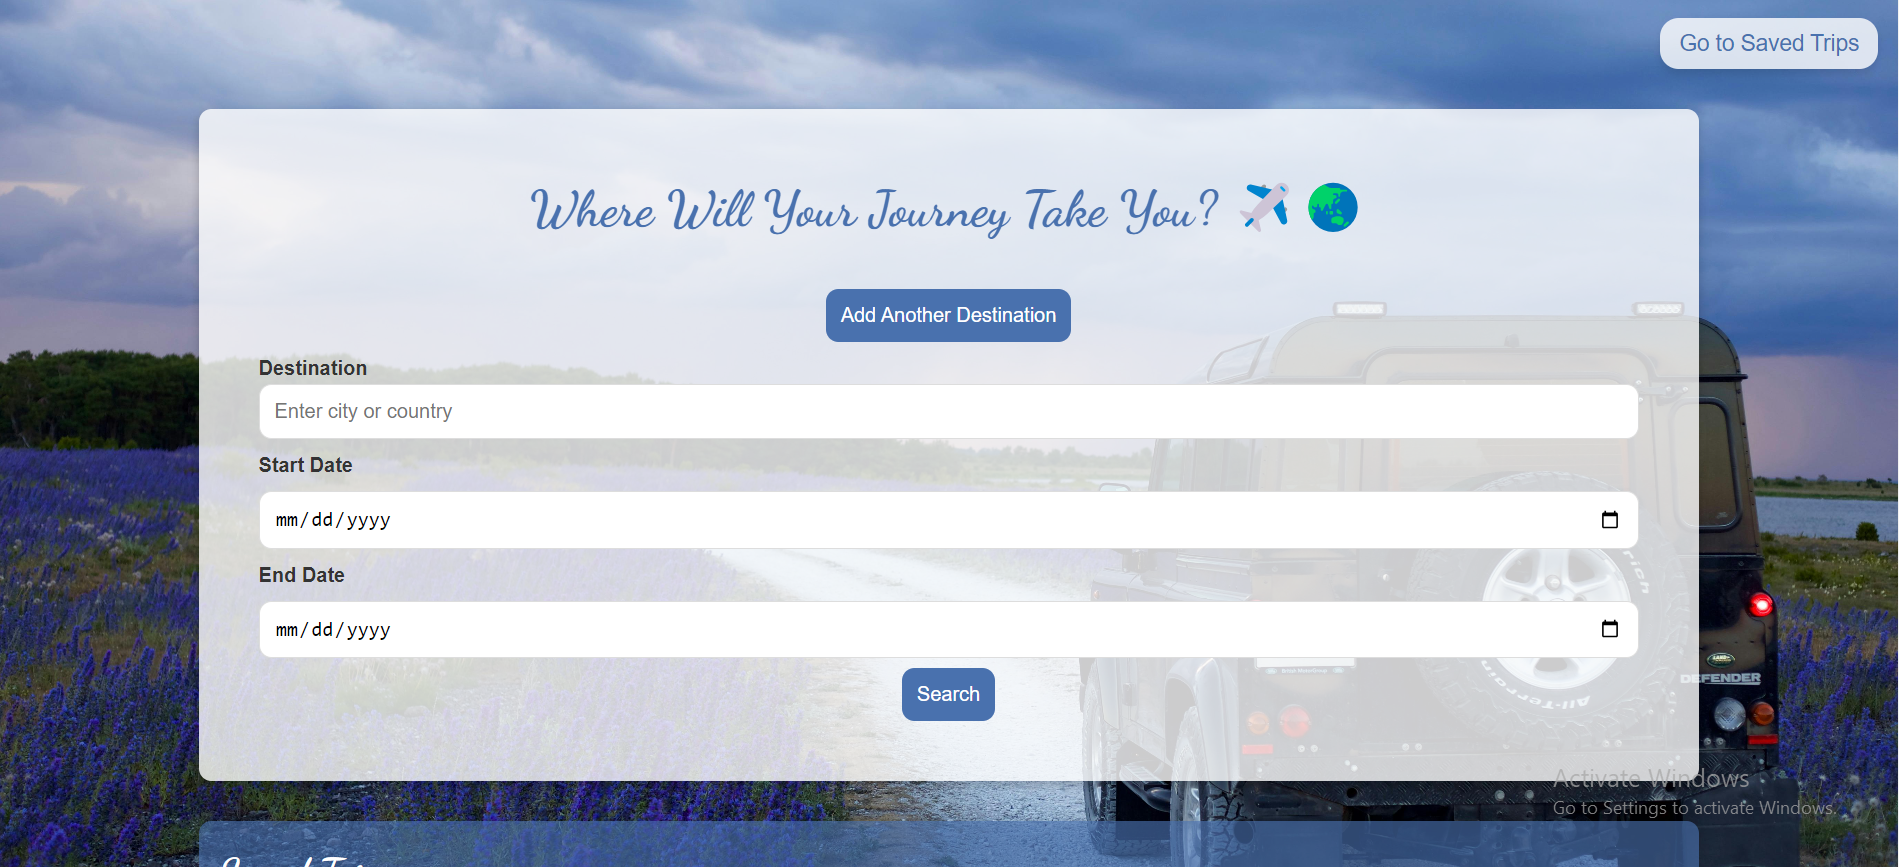 Go to Saved Trips
Where Will Your Journey Take You? ✈️ 🌏
Add Another Destination
Destination
Enter city or country
Start Date
mm/dd/yyyy
End Date
mm/dd/yyyy
Search
All-Terrain
DEFENDER
Activate Windows
Go to Settings to activate Windows.